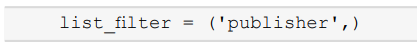 list_filter = ('publisher',)